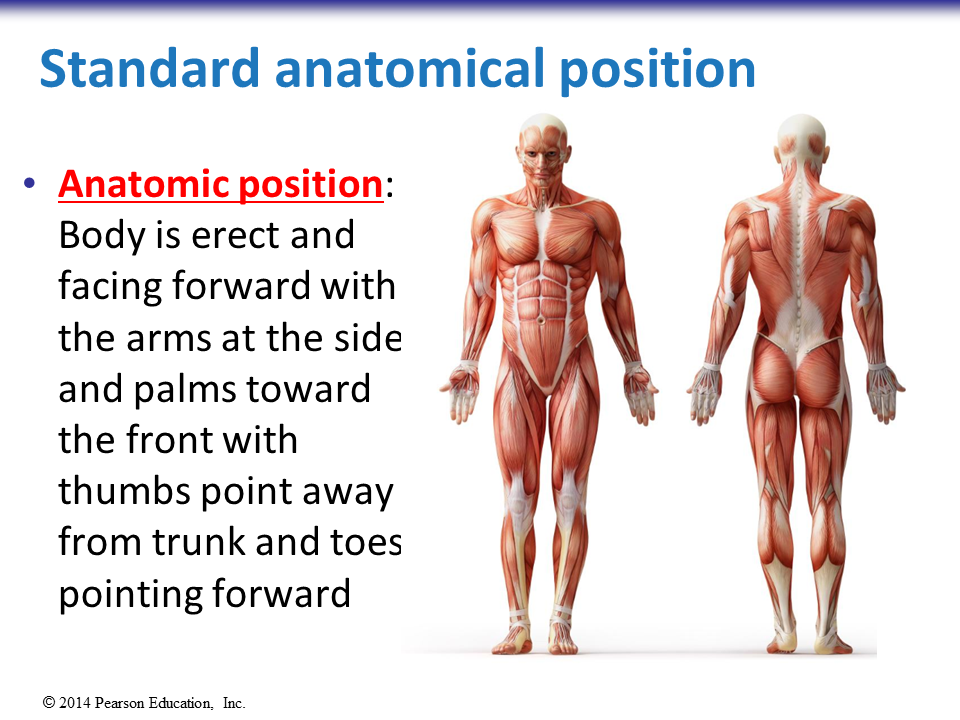 Standard anatomical position
• Anatomic position:
Body is erect and
facing forward with
the arms at the side
and palms toward
the front with
thumbs point away
from trunk and toes
pointing forward
© 2014 Pearson Education, Inc.